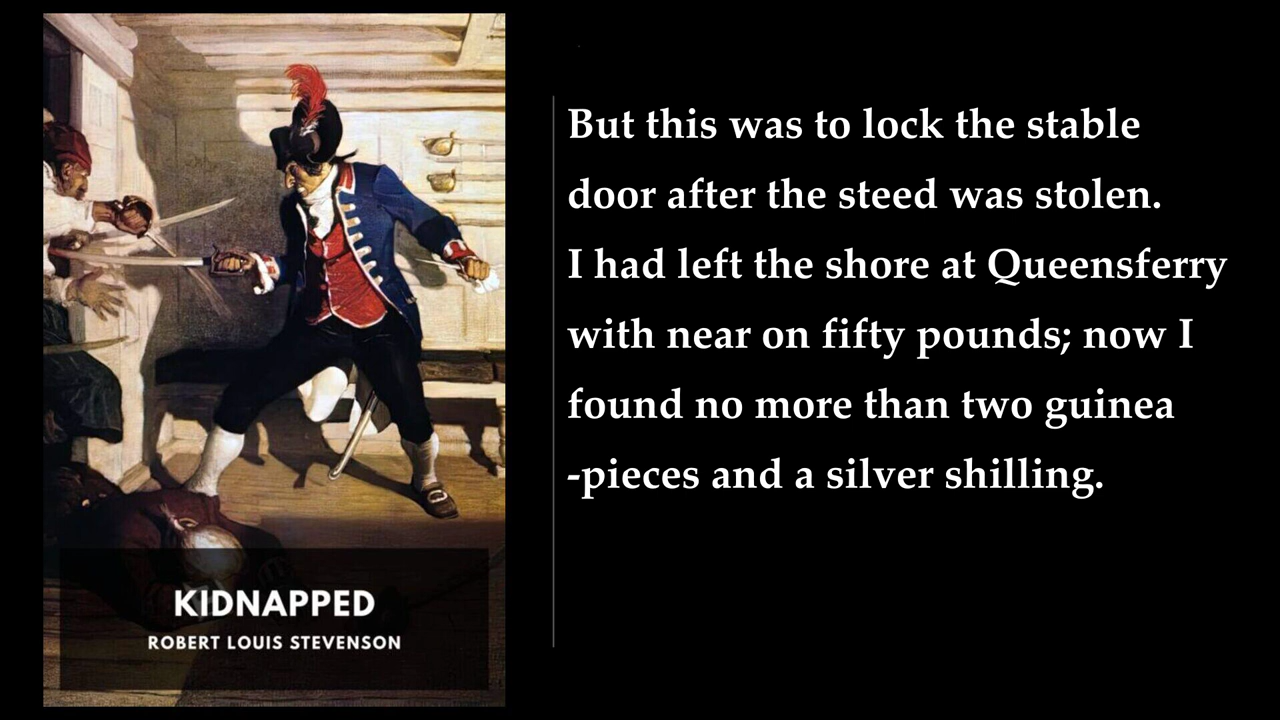 But this was to lock the stable
door after the steed was stolen.
I had left the shore at Queensferry
with near on fifty pounds; now I
found no more than two guinea
-pieces and a silver shilling.
KIDNAPPED
ROBERT LOUIS STEVENSON